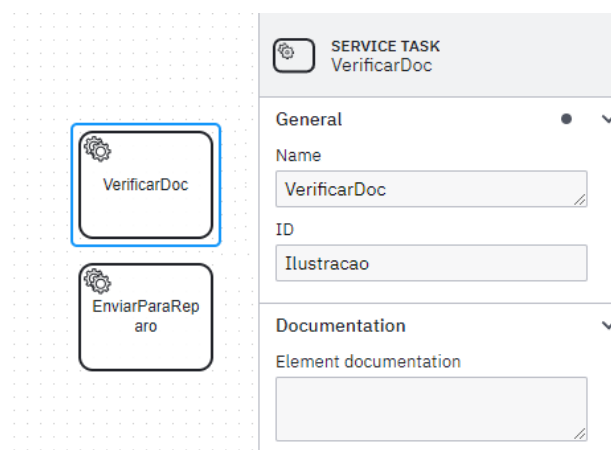 VerificarDoc
EnviarParaRep
aro
SERVICE TASK
VerificarDoc
General
Name
VerificarDoc
ID
Ilustracao
Documentation
Element documentation